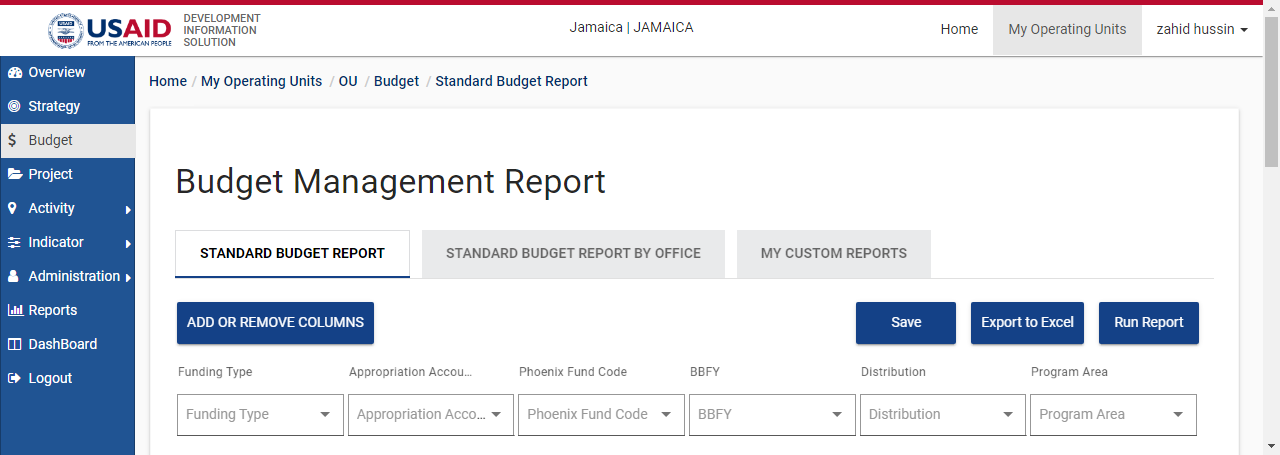 USAID
FROM THE AMERICAN PEOPLE
DEVELOPMENT
INFORMATION
SOLUTION
Jamaica | JAMAICA
Home
My Operating Units
zahid hussin
Overview
Strategy
Budget
Project
Activity
Indicator
Administration
Reports
DashBoard
Logout
Home / My Operating Units / OU / Budget / Standard Budget Report
Budget Management Report
STANDARD BUDGET REPORT
STANDARD BUDGET REPORT BY OFFICE
MY CUSTOM REPORTS
ADD OR REMOVE COLUMNS
Save
Export to Excel
Run Report
Funding Type
Appropriation Accou...
Phoenix Fund Code
BBFY
Distribution
Program Area
Funding Type
Appropriation Acco...
Phoenix Fund Code
BBFY
Distribution
Program Area